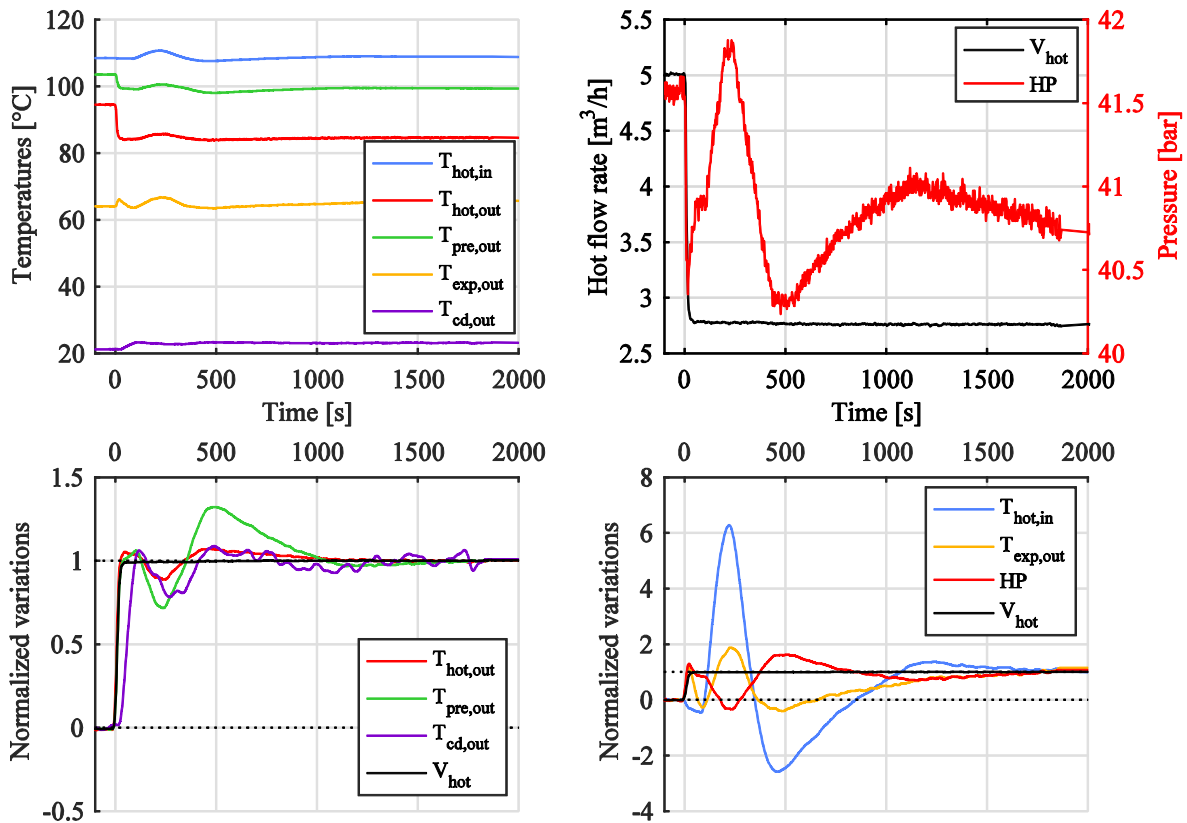 120
100
80
60
40
20
Temperatures [°C]
T_hot,in
T_hot,out
T_pre,out
T_exp,out
T_cd,out
0 500 1000 1500 2000
Time [s]
5.5
5
4.5
4
3.5
3
2.5
Hot flow rate [m³/h]
V_hot
HP
42
41.5
41
40.5
40
Pressure [bar]
0 500 1000 1500 2000
Time [s]
0 500 1000 1500 2000
1.5
1
0.5
0
-0.5
Normalized variations
T_hot,out
T_pre,out
T_cd,out
V_hot
0 500 1000 1500 2000
8
6
4
2
0
-2
-4
Normalized variations
T_hot,in
T_exp,out
HP
V_hot